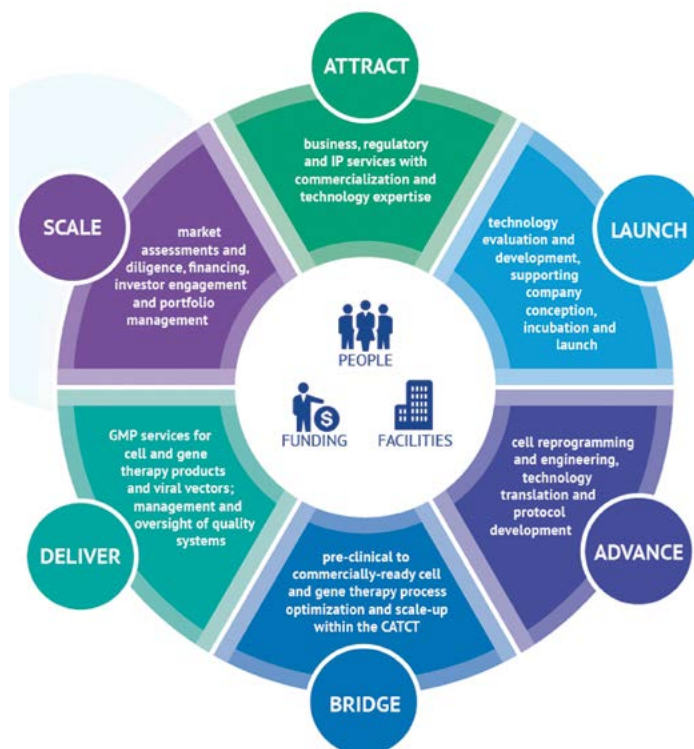 ATTRACT
business, regulatory
and IP services with
commercialization and
technology expertise
LAUNCH
technology
evaluation and
development,
supporting
company
conception,
incubation and
launch
ADVANCE
cell reprogramming
and engineering,
technology
translation and
protocol
development
BRIDGE
pre-clinical to
commercially-ready cell
and gene therapy process
optimization and scale-up
within the CATCT
DELIVER
GMP services for
cell and gene
therapy products
and viral vectors;
management and
oversight of quality
systems
SCALE
market
assessments and
diligence, financing,
investor engagement
and portfolio
management
PEOPLE
$
FUNDING
FACILITIES